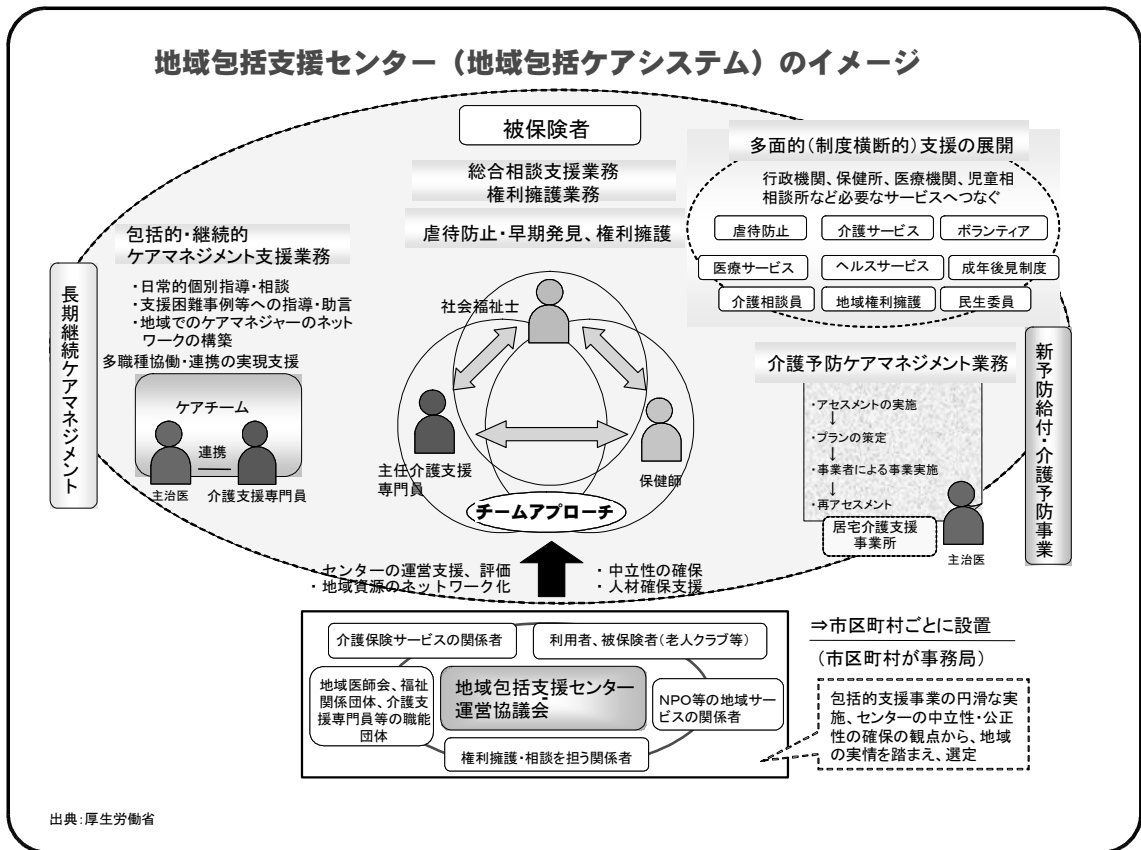 地域包括支援センター（地域包括ケアシステム）のイメージ
被保険者
総合相談支援業務
権利擁護業務
虐待防止・早期発見、権利擁護
多面的（制度横断的）支援の展開
行政機関、保健所、医療機関、児童相
相談所など必要なサービスへつなぐ
虐待防止
介護サービス
ボランティア
医療サービス
ヘルスサービス
成年後見制度
介護相談員
地域権利擁護
民生委員
包括的・継続的
ケアマネジメント支援業務
・日常的個別指導・相談
・支援困難事例等への指導・助言
・地域でのケアマネジャーのネット
ワークの構築
多職種協働・連携の実現支援
ケアチーム
連携
主治医
介護支援専門員
長期継続ケアマネジメント
社会福祉士
主任介護支援
専門員
保健師
チームアプローチ
介護予防ケアマネジメント業務
・アセスメントの実施
↓
・プランの策定
↓
・事業者による事業実施
↓
・再アセスメント
居宅介護支援
事業所
主治医
新予防給付・介護予防事業
・センターの運営支援、評価
・地域資源のネットワーク化
・中立性の確保
・人材確保支援
介護保険サービスの関係者
利用者、被保険者（老人クラブ等）
地域医師会、福祉
関係団体、介護支
援専門員等の職能
団体
地域包括支援センター
運営協議会
NPO等の地域サー
ビスの関係者
権利擁護・相談を担う関係者
⇒市区町村ごとに設置
（市区町村が事務局）
包括的支援事業の円滑な実
施、センターの中立性・公正
性の確保の観点から、地域
の実情を踏まえ、選定
出典：厚生労働省